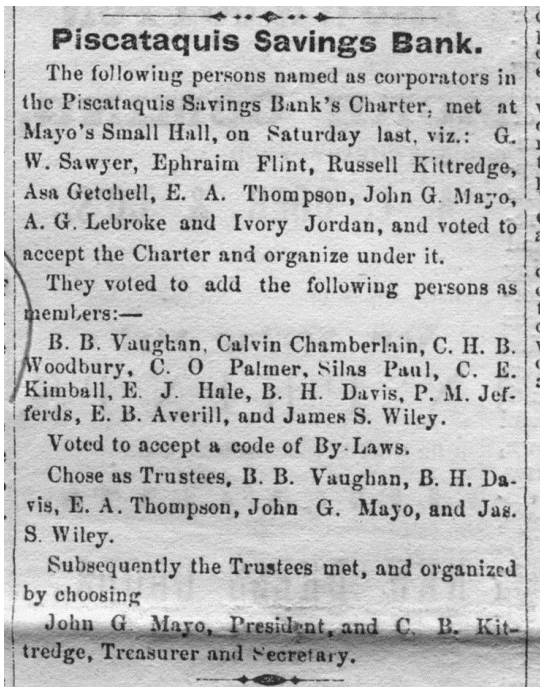 Piscataquis Savings Bank.
The following persons named as corporators in
the Piscataquis Savings Bank's Charter, met at
Mayo's Small Hall, on Saturday last, viz.: G.
W. Sawyer, Ephraim Flint, Russell Kittredge,
Asa Getchell, E. A. Thompson, John G. Mayo,
A. G. Lebroke and Ivory Jordan, and voted to
accept the Charter and organize under it.
They voted to add the following persons as
members:—
B. B. Vaughan, Calvin Chamberlain, C. H. B.
Woodbury, C. O Palmer, Silas Paul, C. E.
Kimball, E. J. Hale, B. H. Davis, P. M. Jef-
ferds, E. B. Averill, and James S. Wiley.
Voted to accept a code of By-Laws.
Chose as Trustees, B. B. Vaughan, B. H. Da-
vis, E. A. Thompson, John G. Mayo, and Jas.
S. Wiley.
Subsequently the Trustees met, and organized
by choosing
John G. Mayo, President, and C. B. Kit-
tredge, Treasurer and Secretary.